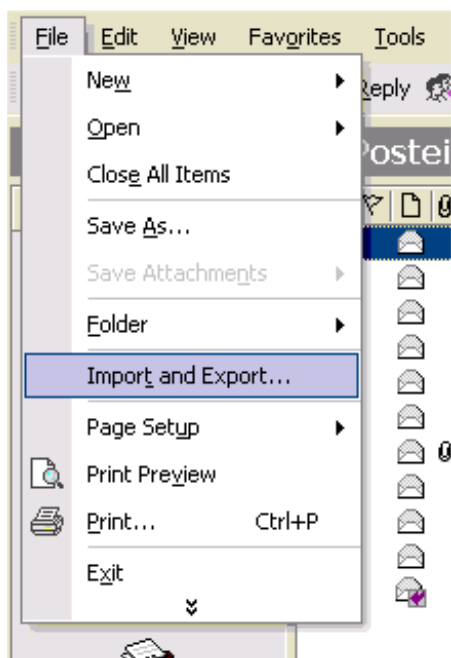 File Edit View Favorites Tools
New
Reply
Open
Postei
Close All Items
Save As...
Save Attachments
Folder
Import and Export...
Page Setup
Print Preview
Print... Ctrl+P
Exit